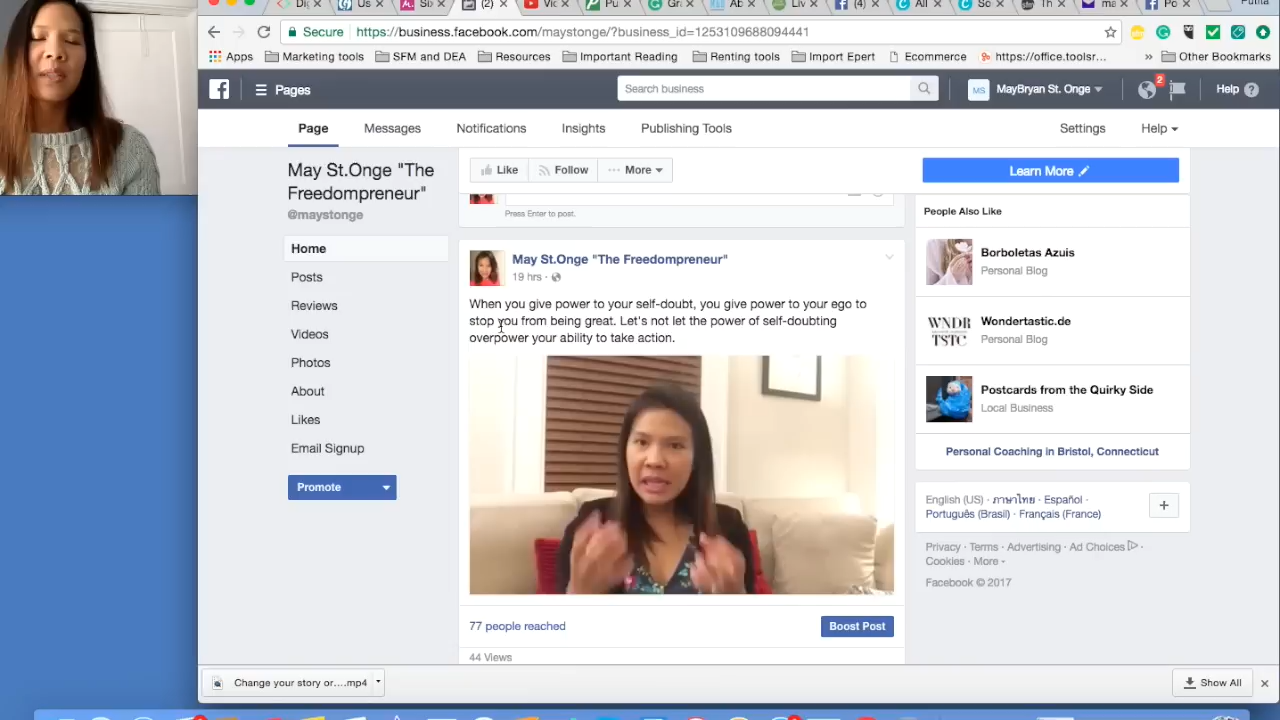 Secure
https://business.facebook.com/maystonge/?business_id=1253109688094441
Apps
Marketing tools
SFM and DEA
Resources
Important Reading
Renting tools
Import Epert
Ecommerce
https://office.toolsr...
»
Other Bookmarks
Pages
Search business
MS
MayBryan St. Onge
2
Help
Page
Messages
Notifications
Insights
Publishing Tools
Settings
Help
May St.Onge "The
Freedompreneur"
@maystonge
Home
Posts
Reviews
Videos
Photos
About
Likes
Email Signup
Promote
Like
Follow
More
Learn More
Press Enter to post.
May St.Onge "The Freedompreneur"
19 hrs ·
When you give power to your self-doubt, you give power to your ego to
stop you from being great. Let's not let the power of self-doubting
overpower your ability to take action.
77 people reached
Boost Post
44 Views
People Also Like
Borboletas Azuis
Personal Blog
WNDR
TSTC
Wondertastic.de
Personal Blog
Postcards from the Quirky Side
Local Business
Personal Coaching in Bristol, Connecticut
English (US) · ภาษาไทย · Español ·
Português (Brasil) · Français (France)
Privacy · Terms · Advertising · Ad Choices ·
Cookies · More
Facebook © 2017
Change your story or....mp4
Show All